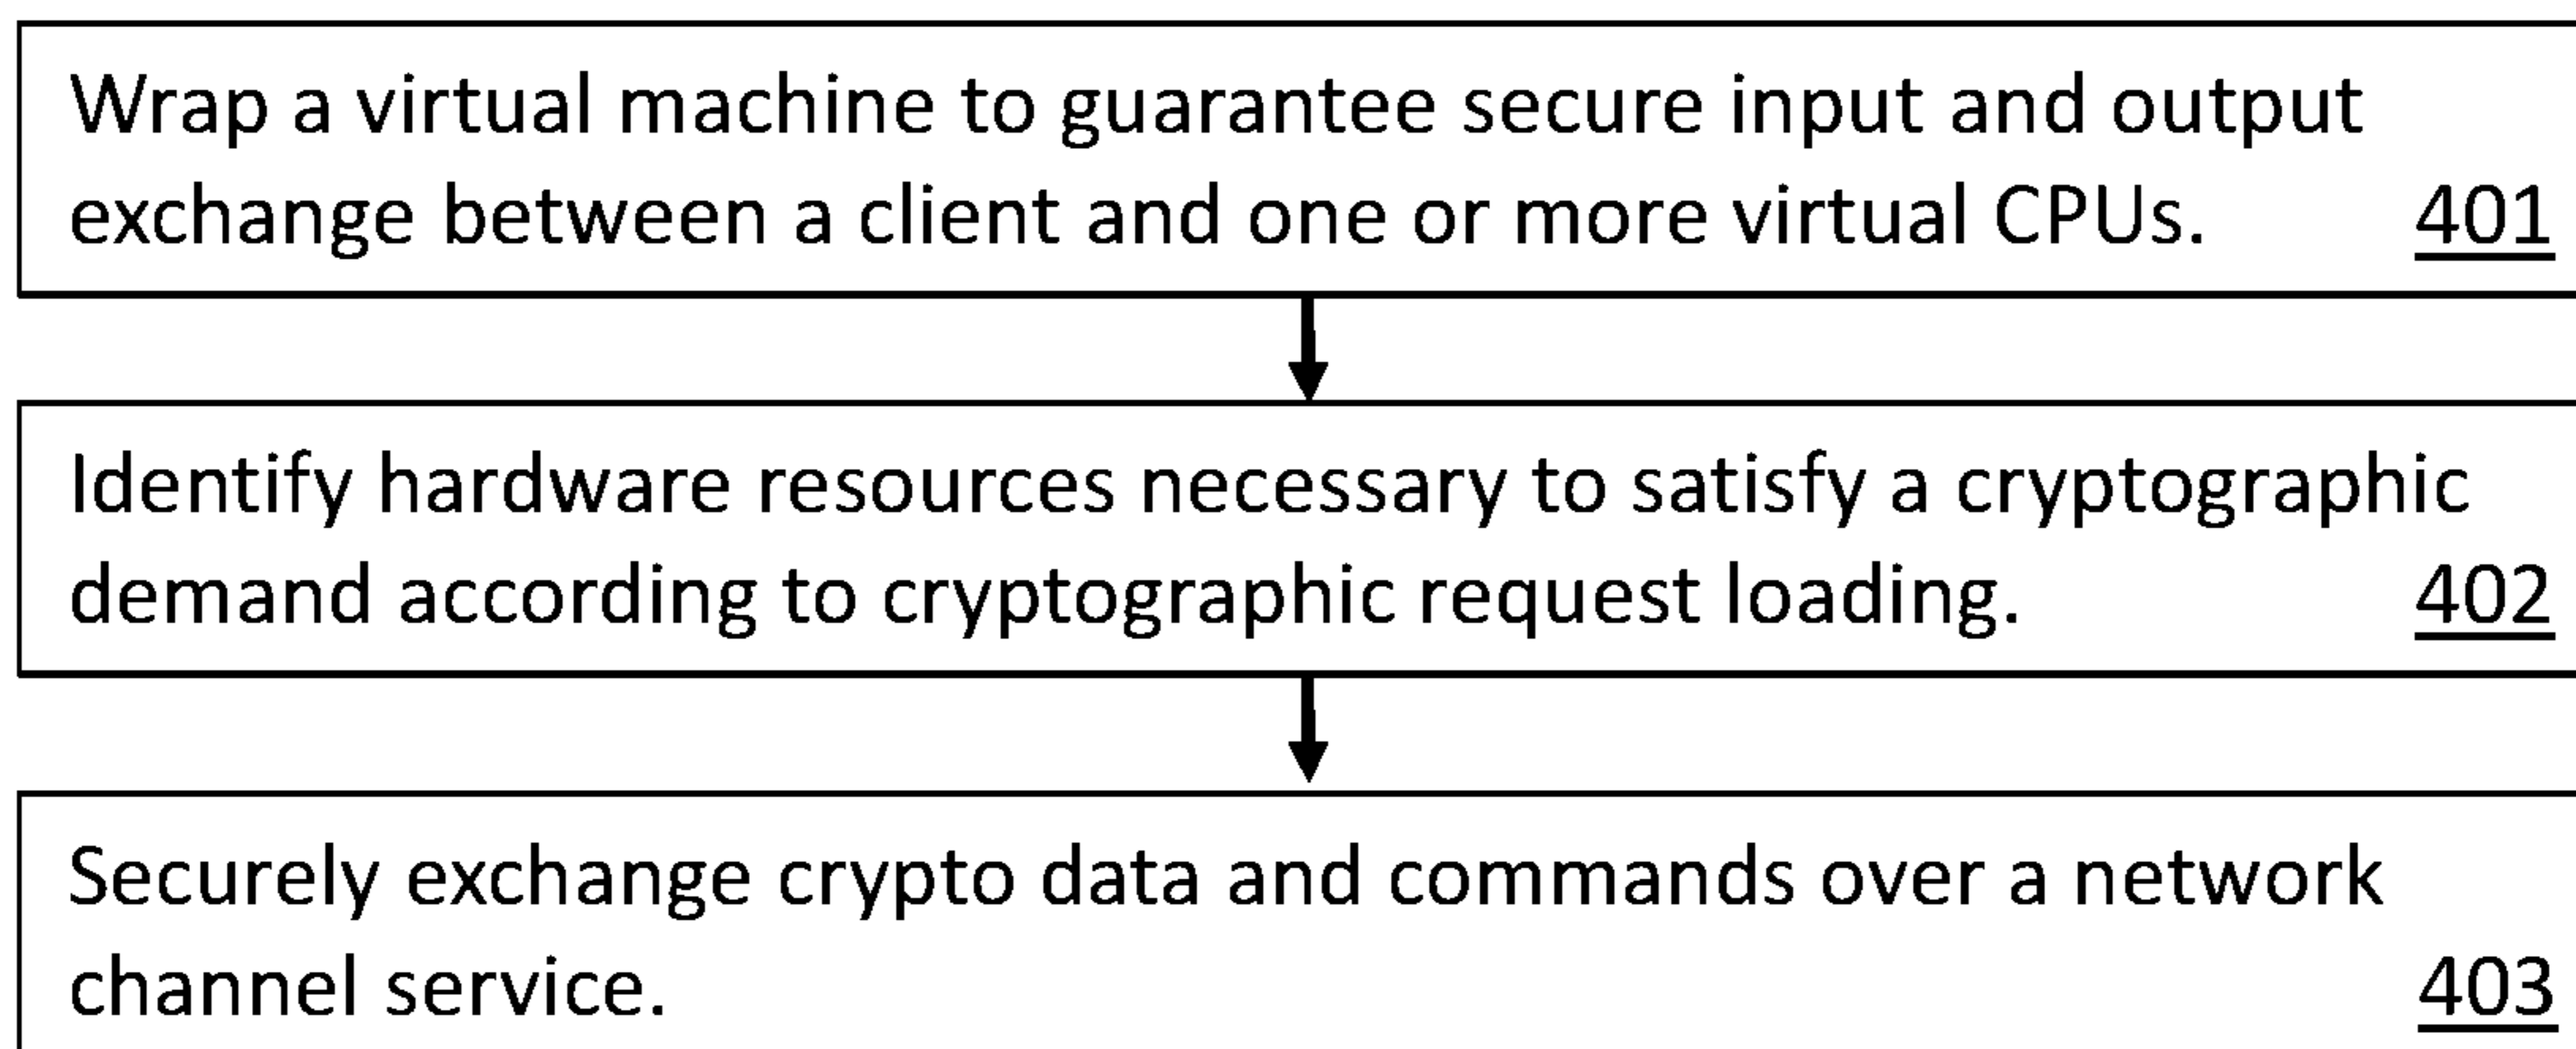 Wrap a virtual machine to guarantee secure input and output
exchange between a client and one or more virtual CPUs. 401
Identify hardware resources necessary to satisfy a cryptographic
demand according to cryptographic request loading. 402
Securely exchange crypto data and commands over a network
channel service. 403